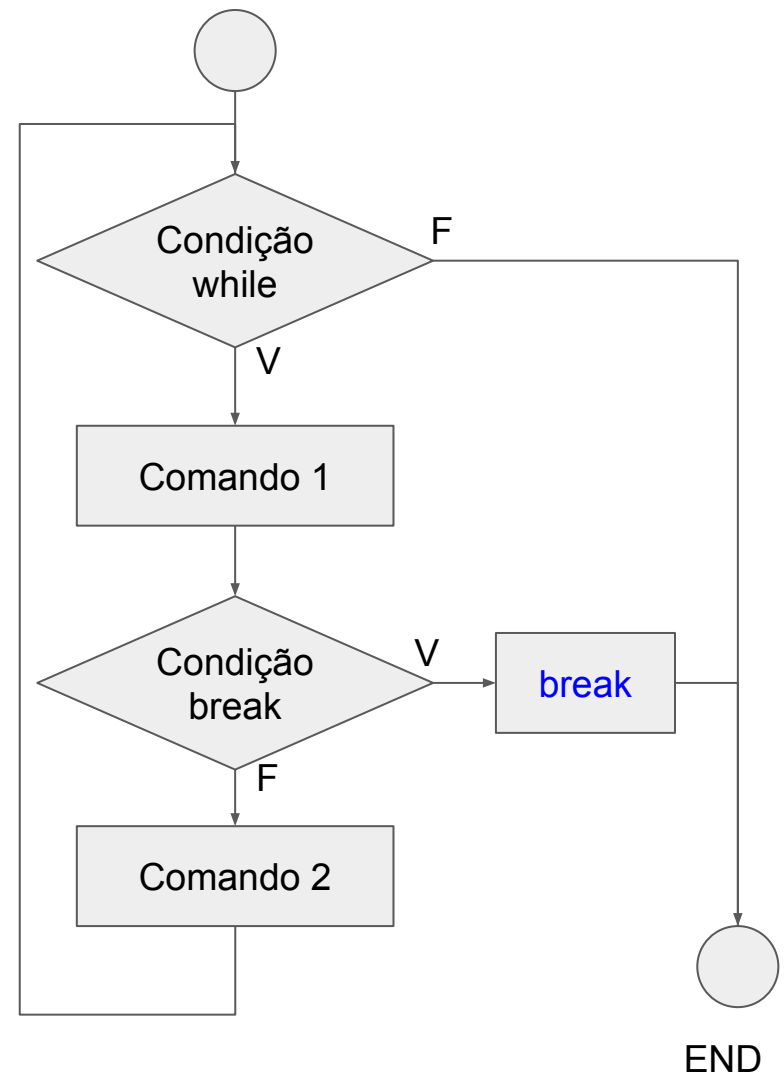 Condição
while
F
V
Comando 1
Condição
break
V
break
F
Comando 2
END